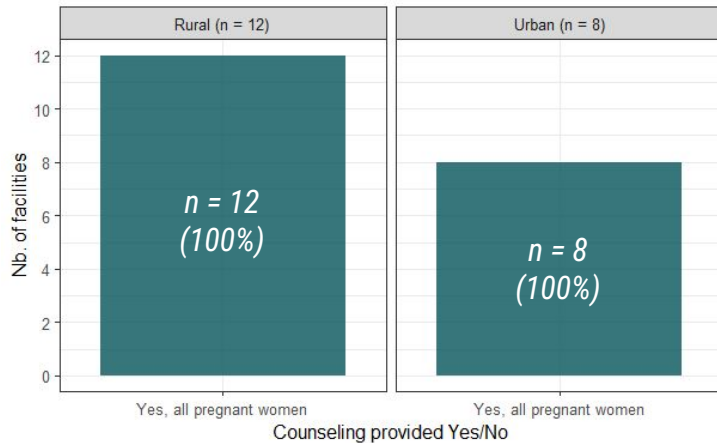 Rural (n = 12)
Urban (n = 8)
Nb. of facilities
12
10
8
6
4
2
0
n = 12
(100%)
n = 8
(100%)
Yes, all pregnant women
Yes, all pregnant women
Counseling provided Yes/No